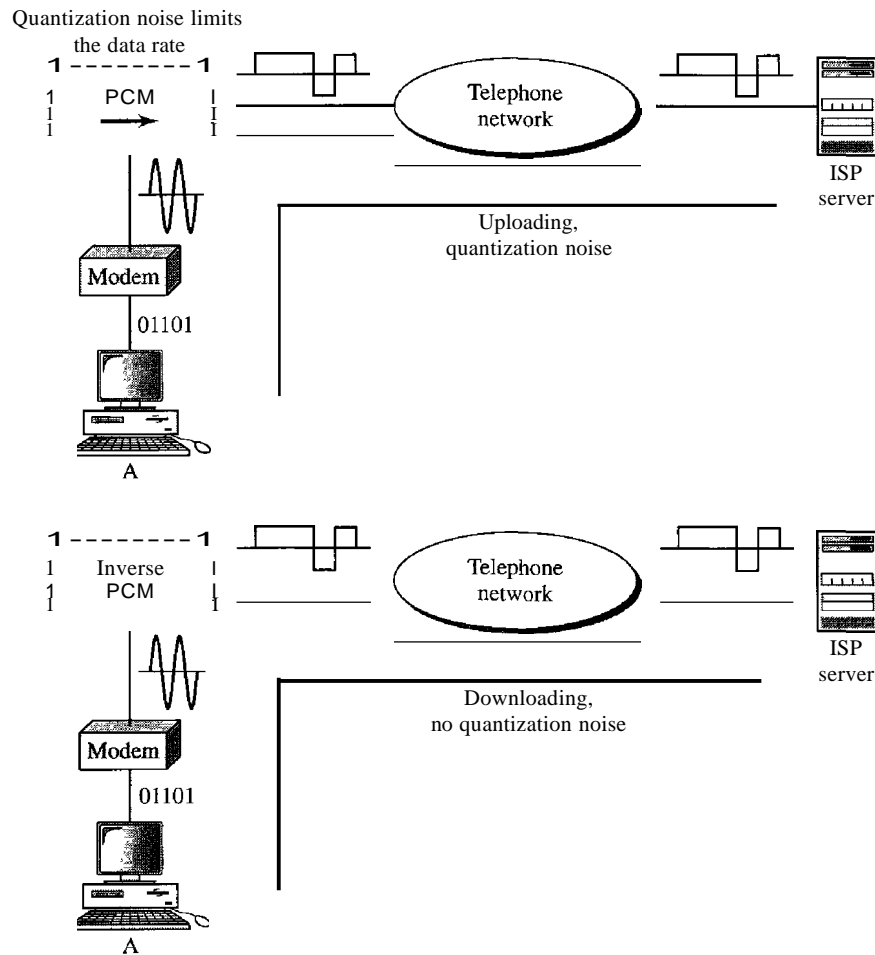 Quantization noise limits
the data rate
PCM
Telephone
network
ISP
server
Uploading,
quantization noise
Modem
01101
A
Inverse
PCM
Telephone
network
ISP
server
Downloading,
no quantization noise
Modem
01101
A